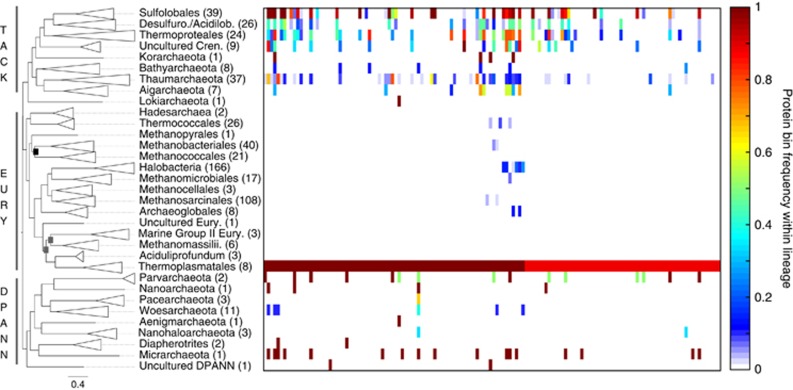 TACK
Sulfolobales (39)
Desulfuro./Acidilob. (26)
Thermoproteales (24)
Uncultured Cren. (9)
Korarchaeota (1)
Bathyarchaeota (8)
Thaumarchaeota (37)
Aigarchaeota (7)
Lokiarchaeota (1)
EURY
Hadesarchaea (2)
Thermococcales (26)
Methanopyrales (1)
Methanobacteriales (40)
Methanococcales (21)
Halobacteria (166)
Methanomicrobiales (17)
Methanocellales (3)
Methanosarcinales (108)
Archaeoglobales (8)
Uncultured Eury. (1)
Marine Group II Eury. (3)
Methanomassilii. (6)
Aciduliprofundum (3)
Thermoplasmatales (8)
DPANN
Parvarchaeota (2)
Nanoarchaeota (1)
Pacearchaeota (3)
Woesarchaeota (11)
Aenigmarchaeota (1)
Nanohaloarchaeota (3)
Diapherotrites (2)
Micrarchaeota (1)
Uncultured DPANN (1)
0.4
1
0.8
0.6
0.4
0.2
0
Protein bin frequency within lineage